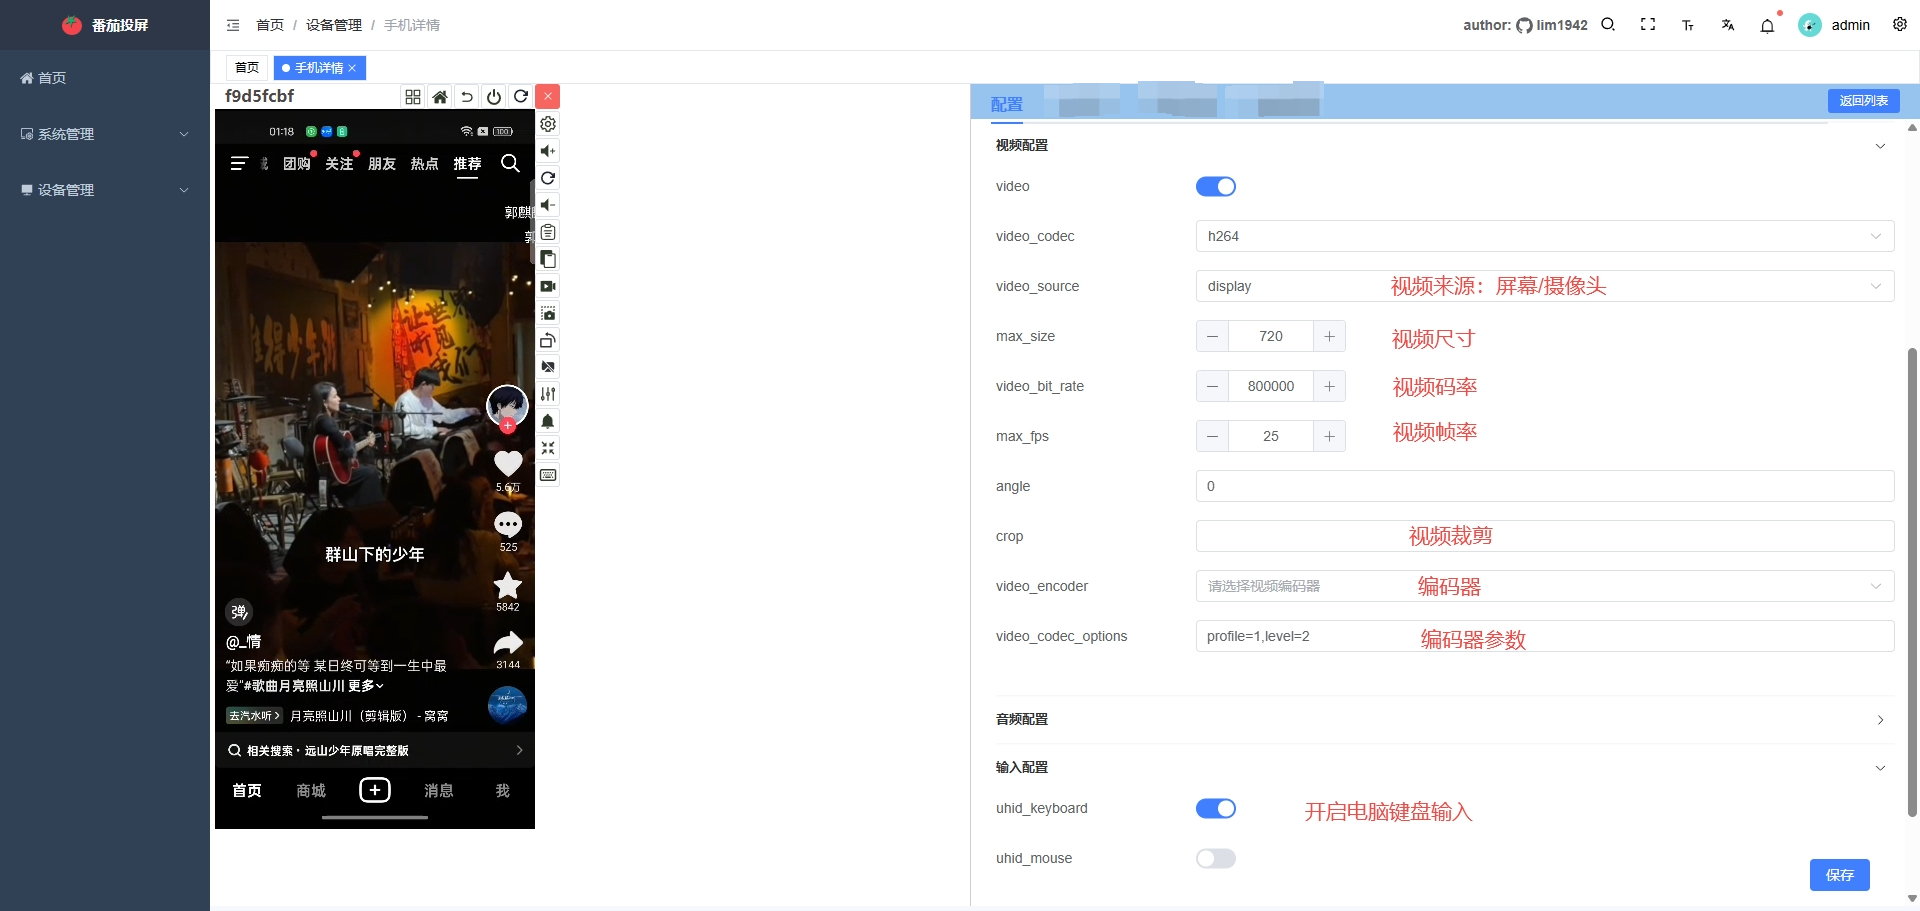 番茄投屏
首页 / 设备管理 / 手机详情
author: lim1942
admin
首页
系统管理
设备管理
首页
手机详情
f9d5fcbf
01:18
100
团购 关注 朋友 热点 推荐
郭麒
群山下的少年
5.6万
525
5842
3144
弹
@_情
“如果痴痴的等 某日终可等到一生中最
爱”#歌曲月亮照山川 更多
去汽水听 月亮照山川（剪辑版） - 窝窝
相关搜索 · 远山少年原唱完整版
首页 商城 消息 我
配置
返回列表
视频配置
video
video_codec h264
video_source display 视频来源：屏幕/摄像头
max_size 720 视频尺寸
video_bit_rate 800000 视频码率
max_fps 25 视频帧率
angle 0
crop 视频裁剪
video_encoder 请选择视频编码器 编码器
video_codec_options profile=1,level=2 编码器参数
音频配置
输入配置
uhid_keyboard 开启电脑键盘输入
uhid_mouse
保存